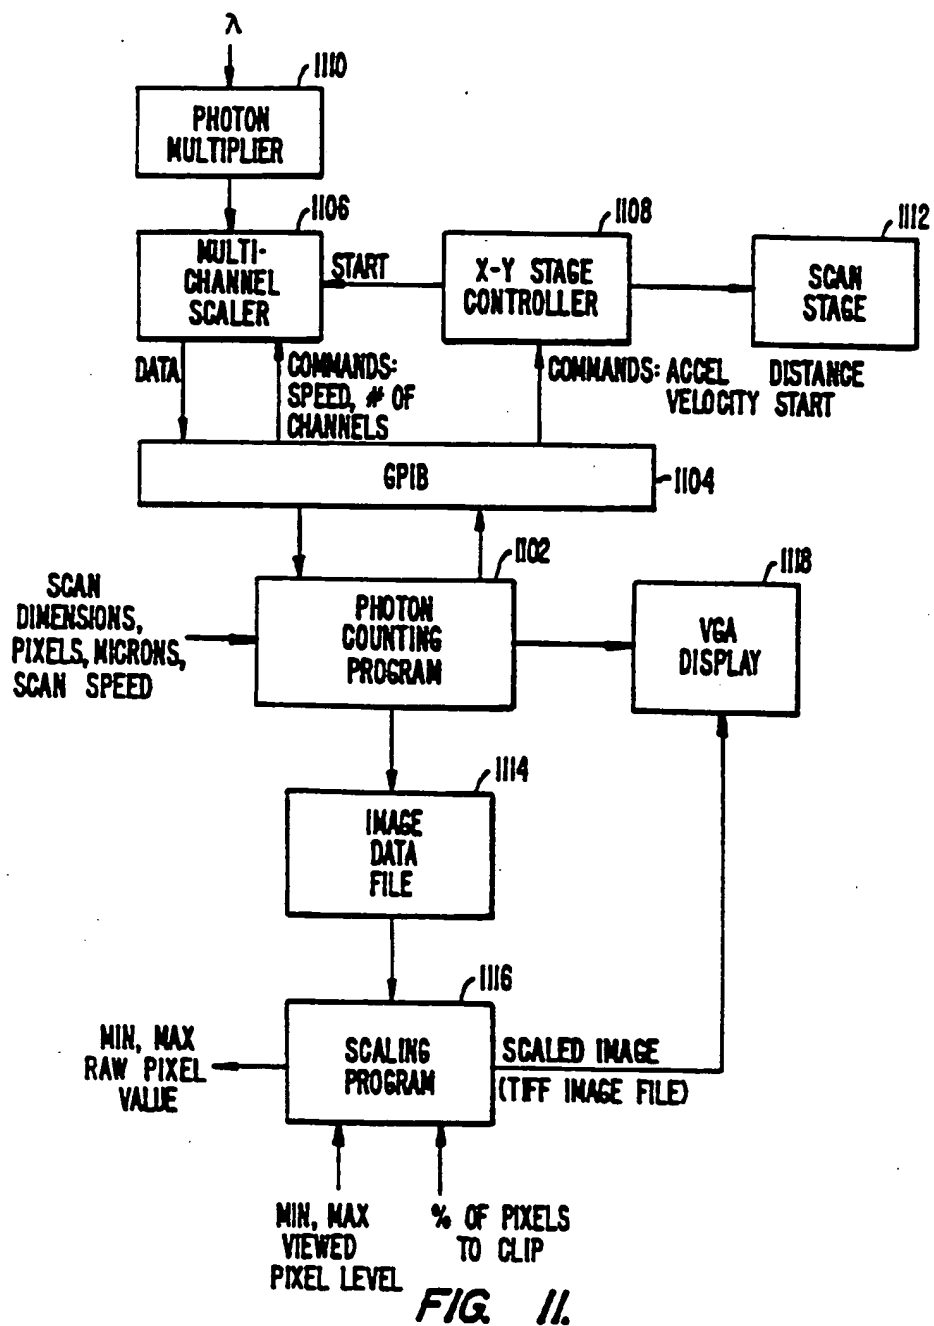 λ
1110
PHOTON
MULTIPLIER
1106
MULTI-
CHANNEL
SCALER
START
1108
X-Y STAGE
CONTROLLER
1112
SCAN
STAGE
DATA
COMMANDS:
SPEED, # OF
CHANNELS
COMMANDS: ACCEL DISTANCE
VELOCITY START
GPIB
1104
1102
SCAN
DIMENSIONS,
PIXELS, MICRONS,
SCAN SPEED
PHOTON
COUNTING
PROGRAM
1118
VGA
DISPLAY
1114
IMAGE
DATA
FILE
1116
MIN, MAX
RAW PIXEL
VALUE
SCALING
PROGRAM
SCALED IMAGE
(TIFF IMAGE FILE)
MIN, MAX
VIEWED
PIXEL LEVEL
% OF PIXELS
TO CLIP
FIG. 11.